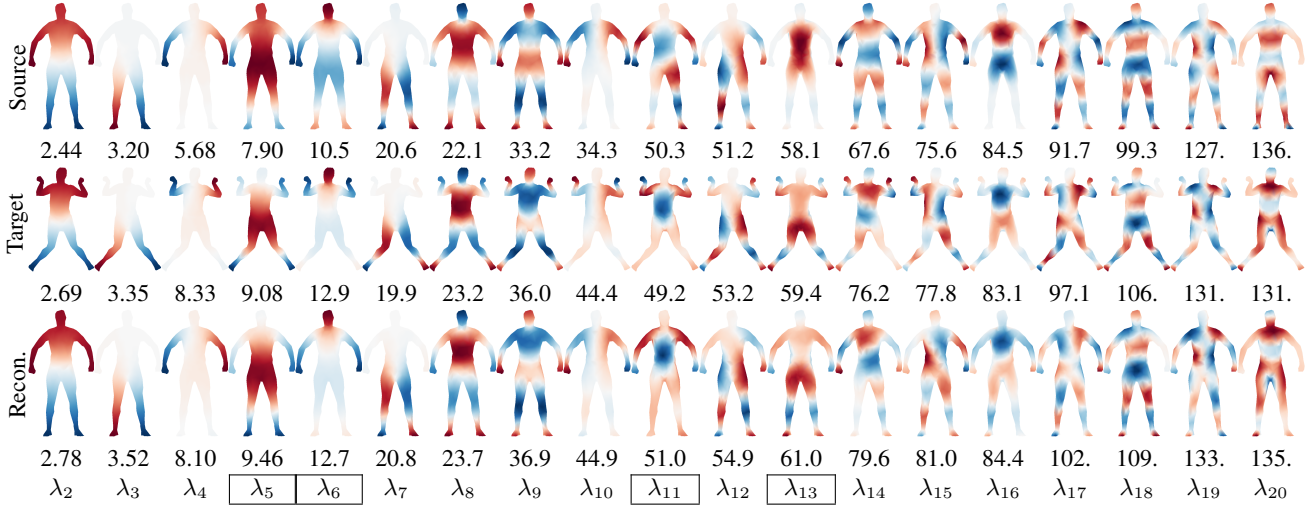 Source
2.44 3.20 5.68 7.90 10.5 20.6 22.1 33.2 34.3 50.3 51.2 58.1 67.6 75.6 84.5 91.7 99.3 127. 136.
Target
2.69 3.35 8.33 9.08 12.9 19.9 23.2 36.0 44.4 49.2 53.2 59.4 76.2 77.8 83.1 97.1 106. 131. 131.
Recon.
2.78 3.52 8.10 9.46 12.7 20.8 23.7 36.9 44.9 51.0 54.9 61.0 79.6 81.0 84.4 102. 109. 133. 135.
λ₂ λ₃ λ₄ λ₅ λ₆ λ₇ λ₈ λ₉ λ₁₀ λ₁₁ λ₁₂ λ₁₃ λ₁₄ λ₁₅ λ₁₆ λ₁₇ λ₁₈ λ₁₉ λ₂₀